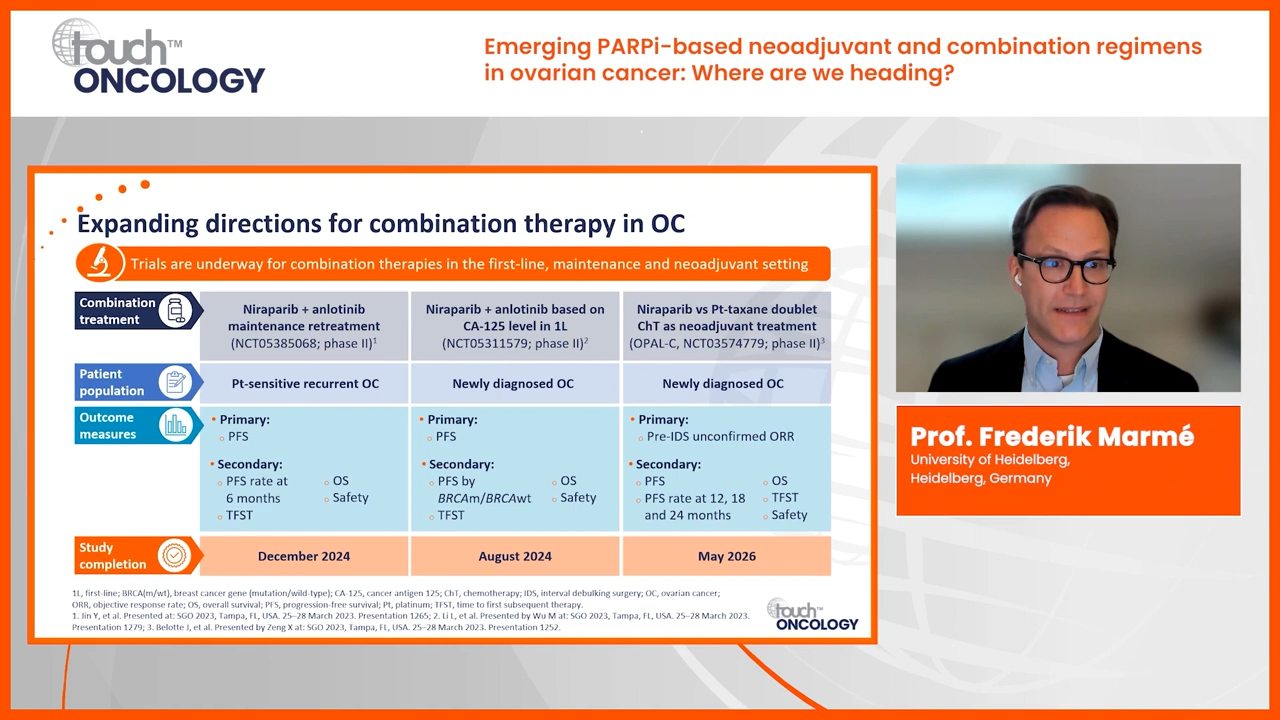 touch™
ONCOLOGY
Emerging PARPi-based neoadjuvant and combination regimens
in ovarian cancer: Where are we heading?
Expanding directions for combination therapy in OC
Trials are underway for combination therapies in the first-line, maintenance and neoadjuvant setting
Combination
treatment
Niraparib + anlotinib
maintenance retreatment
(NCT05385068; phase II)1
Niraparib + anlotinib based on
CA-125 level in 1L
(NCT05311579; phase II)2
Niraparib vs Pt-taxane doublet
ChT as neoadjuvant treatment
(OPAL-C, NCT03574779; phase II)3
Patient
population
Pt-sensitive recurrent OC
Newly diagnosed OC
Newly diagnosed OC
Outcome
measures
• Primary:
○ PFS
• Secondary:
○ PFS rate at
6 months
○ TFST
○ OS
○ Safety
• Primary:
○ PFS
• Secondary:
○ PFS by
BRCAm/BRCAwt
○ TFST
○ OS
○ Safety
• Primary:
○ Pre-IDS unconfirmed ORR
• Secondary:
○ PFS
○ PFS rate at 12, 18
and 24 months
○ OS
○ TFST
○ Safety
Study
completion
December 2024
August 2024
May 2026
1L, first-line; BRCA(m/wt), breast cancer gene (mutation/wild-type); CA-125, cancer antigen 125; ChT, chemotherapy; IDS, interval debulking surgery; OC, ovarian cancer;
ORR, objective response rate; OS, overall survival; PFS, progression-free survival; Pt, platinum; TFST, time to first subsequent therapy.
1. Jin Y, et al. Presented at: SGO 2023, Tampa, FL, USA. 25–28 March 2023. Presentation 1265; 2. Li L, et al. Presented by Wu M at: SGO 2023, Tampa, FL, USA. 25–28 March 2023.
Presentation 1279; 3. Belotte J, et al. Presented by Zeng X at: SGO 2023, Tampa, FL, USA. 25–28 March 2023. Presentation 1252.
touch™
ONCOLOGY
Prof. Frederik Marmé
University of Heidelberg,
Heidelberg, Germany